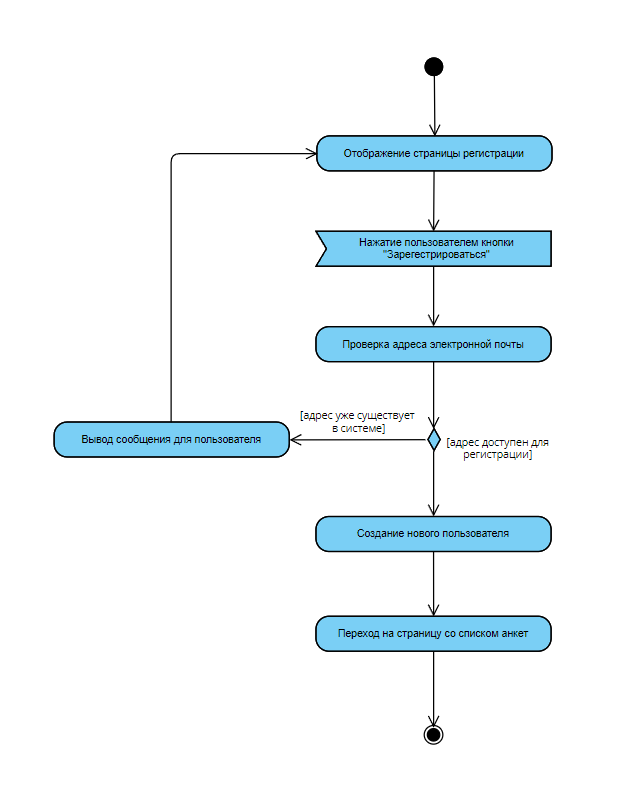 Отображение страницы регистрации
Нажатие пользователем кнопки
"Зарегестрироваться"
Проверка адреса электронной почты
[адрес уже существует
в системе]
Вывод сообщения для пользователя
[адрес доступен для
регистрации]
Создание нового пользователя
Переход на страницу со списком анкет